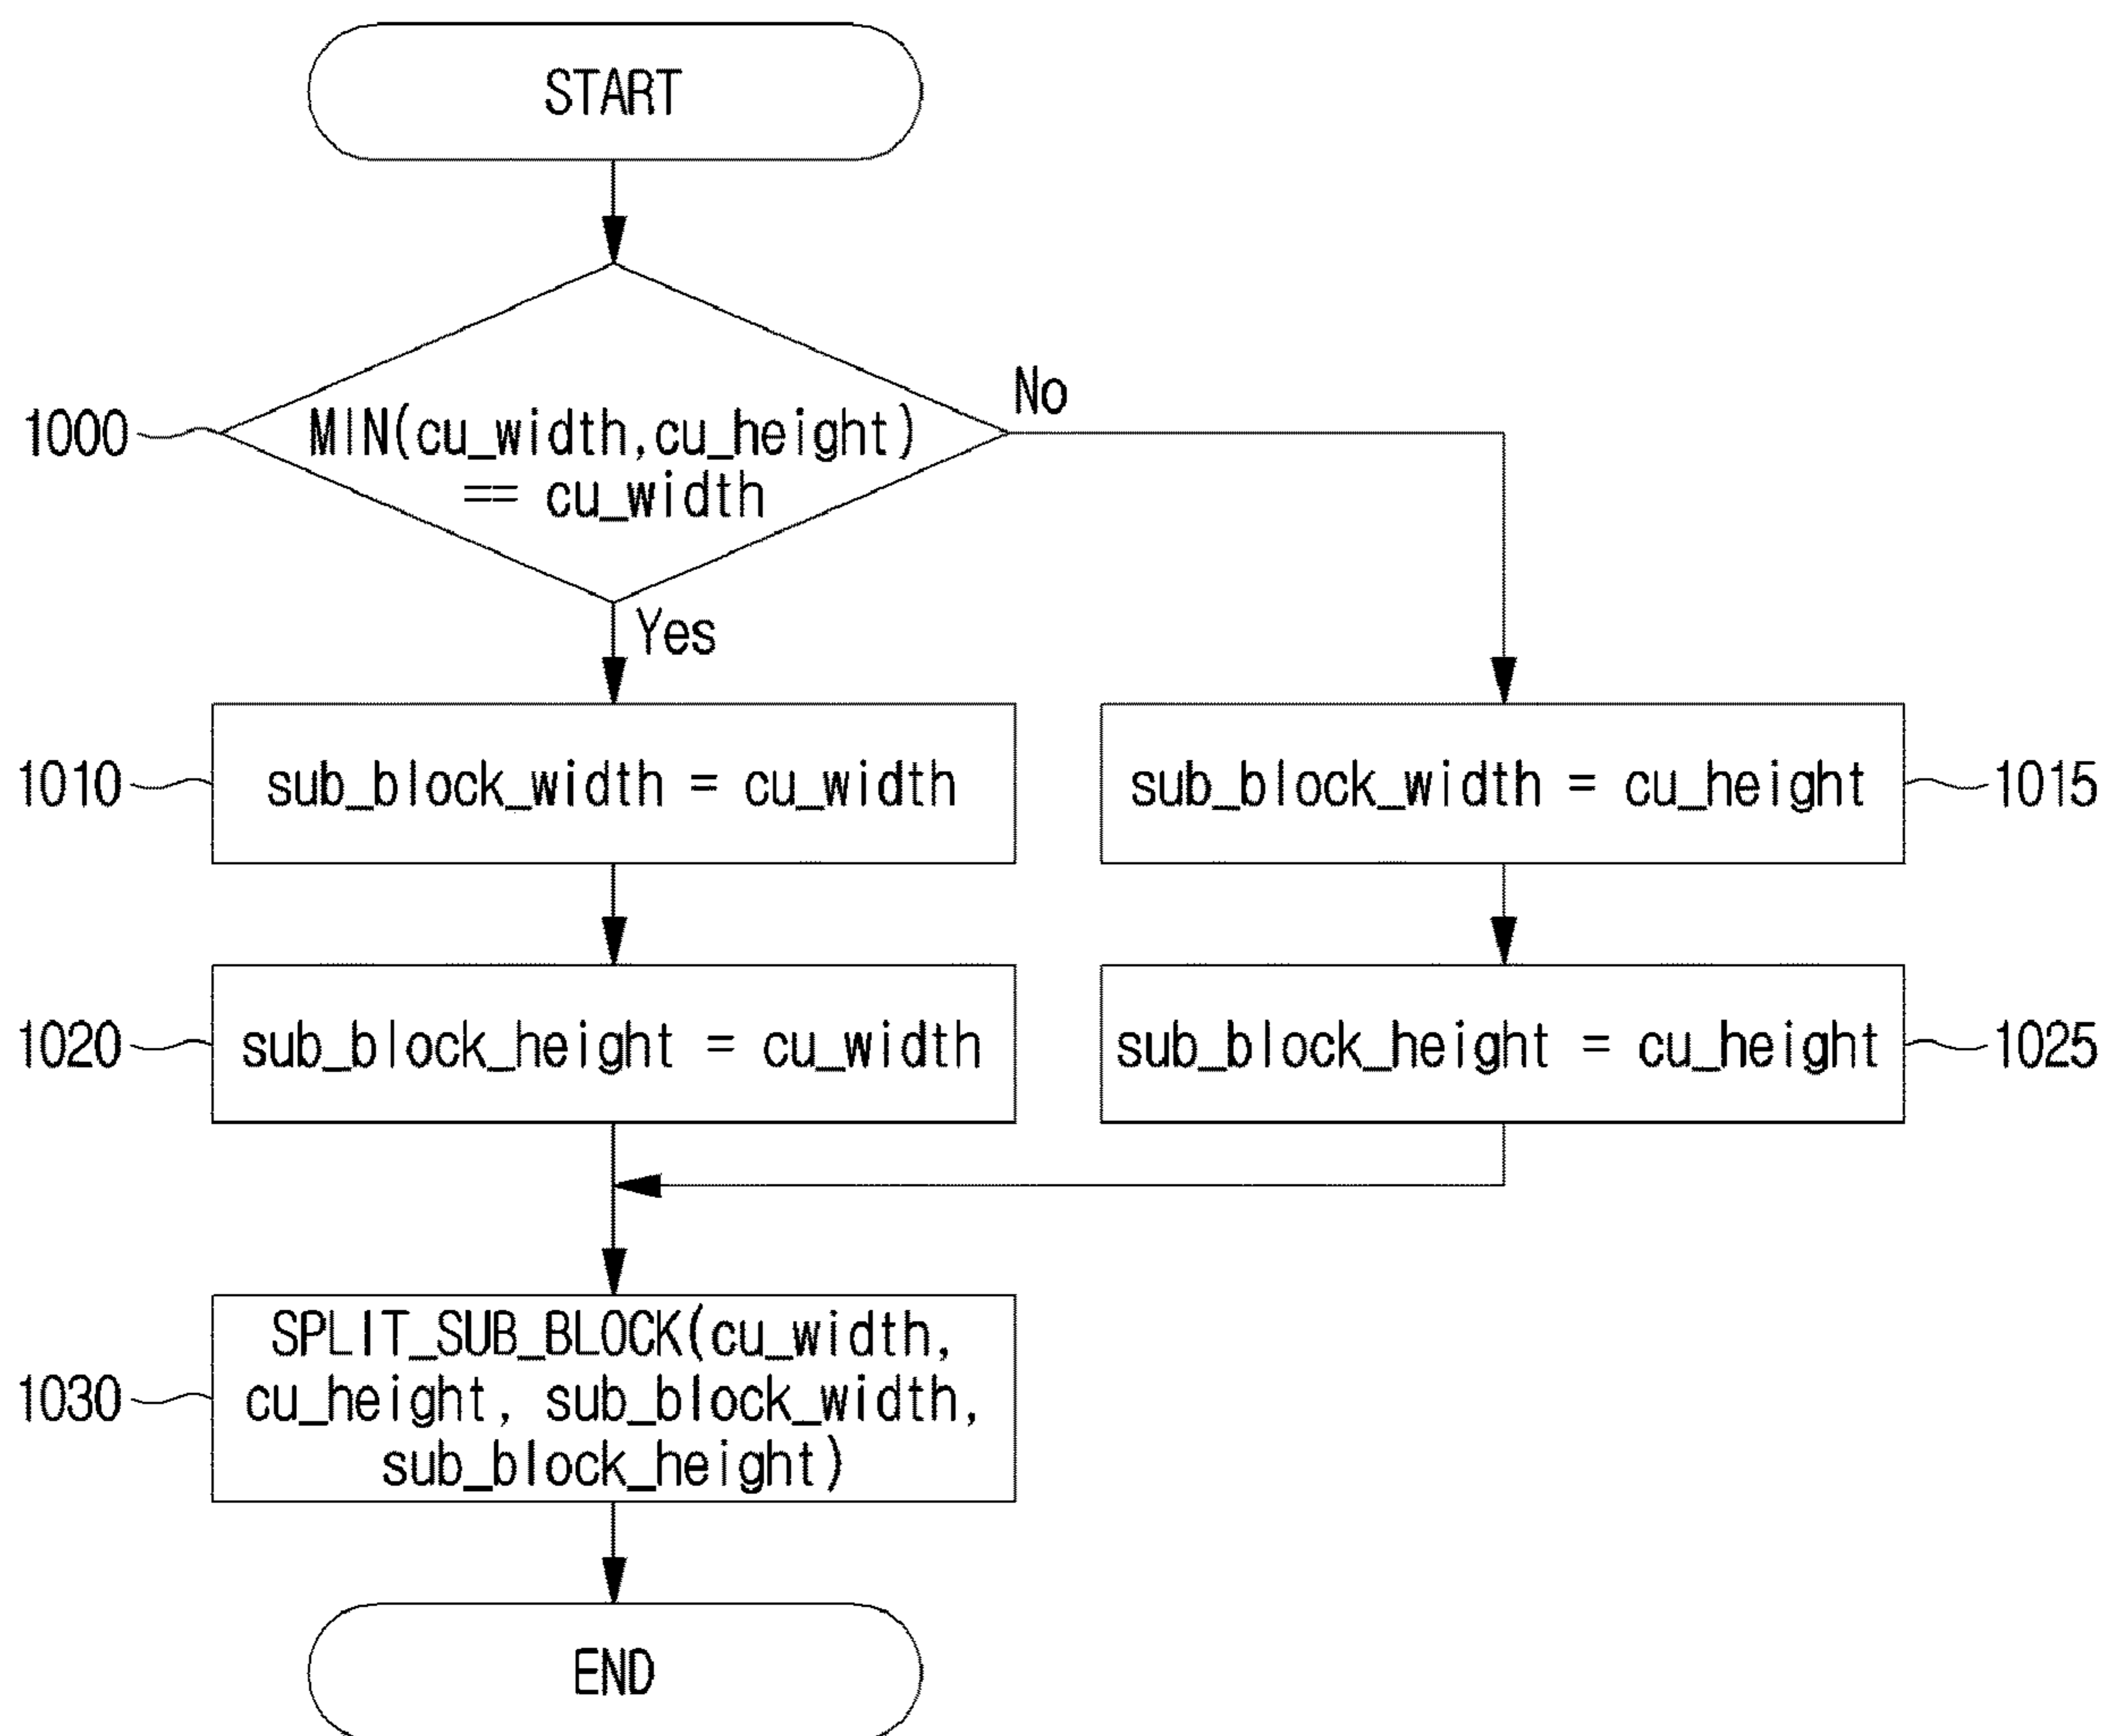 START
1000
MIN(cu_width,cu_height)
== cu_width
No
Yes
1010
sub_block_width = cu_width
sub_block_width = cu_height
1015
1020
sub_block_height = cu_width
sub_block_height = cu_height
1025
1030
SPLIT_SUB_BLOCK(cu_width,
cu_height, sub_block_width,
sub_block_height)
END